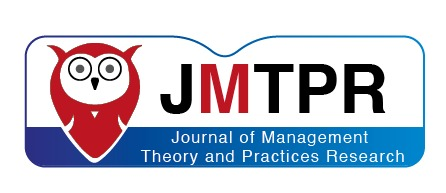 JMTPR
Journal of Management
Theory and Practices Research